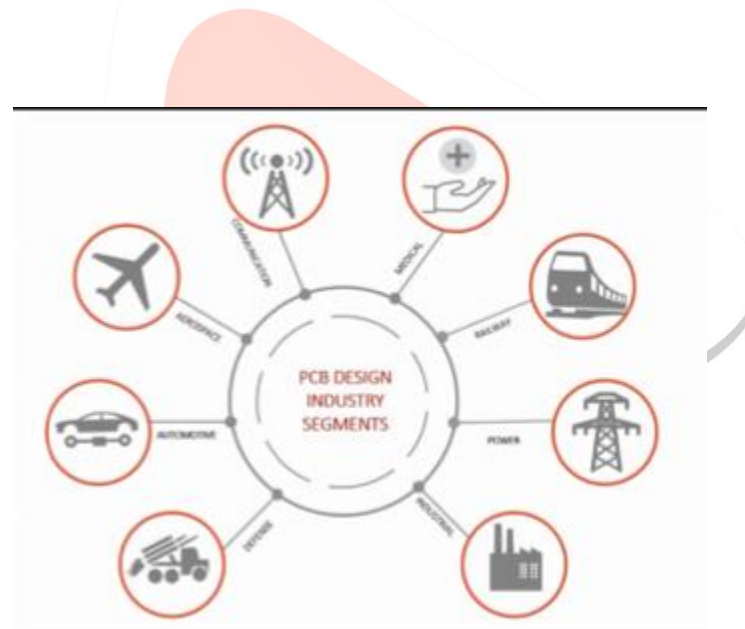 COMMUNICATION
MEDICAL
AEROSPACE
RAILWAY
PCB DESIGN
INDUSTRY
SEGMENTS
AUTOMOTIVE
POWER
DEFENSE
INDUSTRIAL